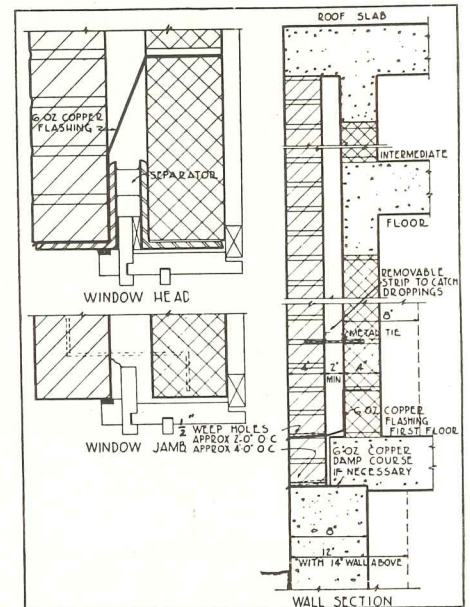 6 OZ COPPER
FLASHING
SEPARATOR
WINDOW HEAD
WINDOW JAMB
1/2" WEEP HOLES
APPROX 2'-0" O C
APPROX 4'-0" O C
ROOF SLAB
INTERMEDIATE
FLOOR
REMOVABLE
STRIP TO CATCH
DROPPINGS
8"
METAL TIE
4" 2" 4"
MIN
6 OZ COPPER
FLASHING
FIRST FLOOR
6 OZ COPPER
DAMP COURSE
IF NECESSARY
8"
12"
WITH 14" WALL ABOVE
WALL SECTION